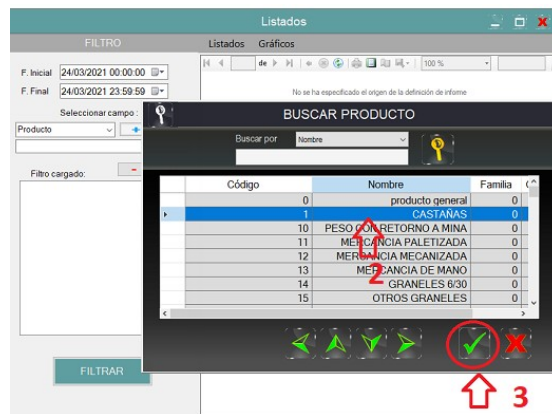 Listados
FILTRO
Listados Gráficos
de
100 %
F. Inicial 24/03/2021 00:00:00
F. Final 24/03/2021 23:59:59
No se ha especificado el origen de la definición de informe
Seleccionar campo :
Producto
Filtro cargado:
FILTRAR
BUSCAR PRODUCTO
Buscar por Nombre
Código Nombre Familia
0 producto general 0
1 CASTAÑAS 0
10 PESO CON RETORNO A MINA 0
11 MERCANCIA PALETIZADA 0
12 MERCANCIA MECANIZADA 0
13 MERCANCIA DE MANO 0
14 GRANELES 6/30 0
15 OTROS GRANELES 0
2
3